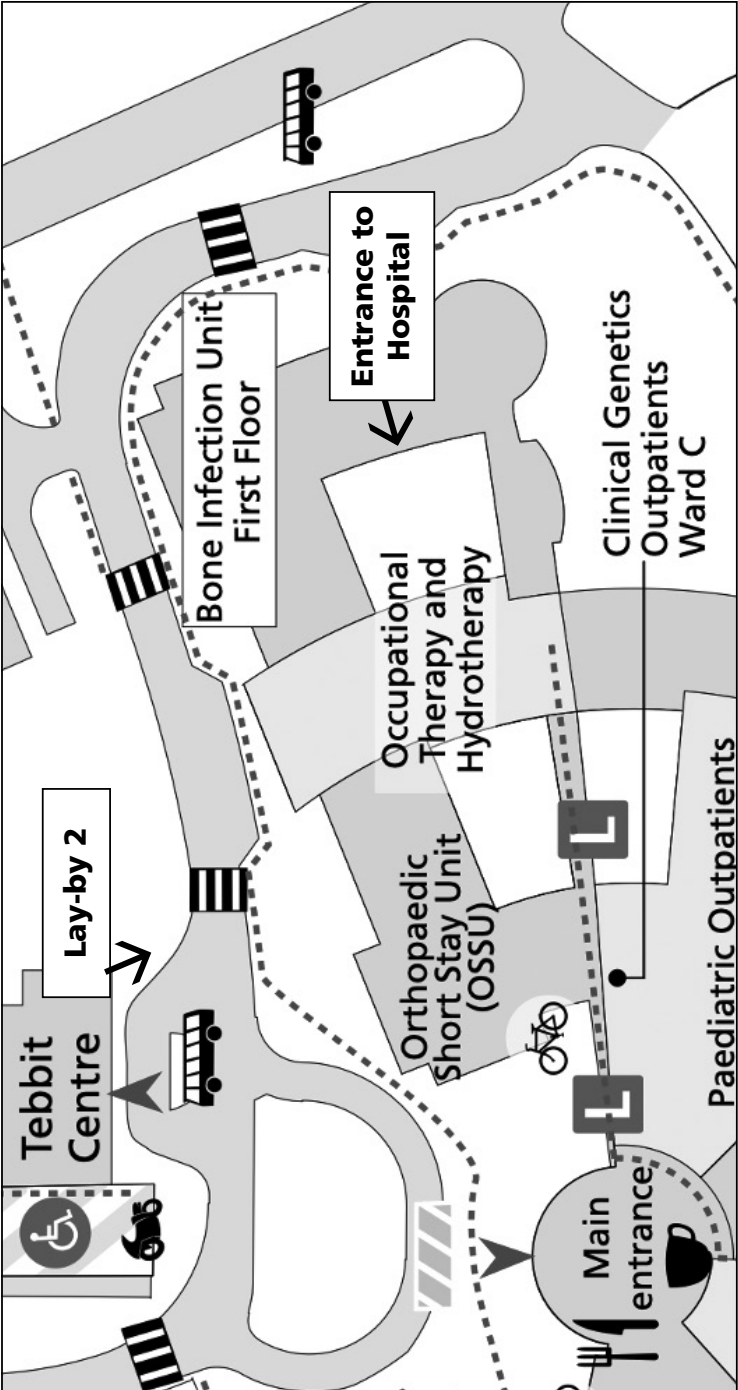 Entrance to
Hospital
Bone Infection Unit
First Floor
Clinical Genetics
Outpatients
Ward C
Occupational
Therapy and
Hydrotherapy
Lay-by 2
Orthopaedic
Short Stay Unit
(OSSU)
Paediatric Outpatients
Tebbit
Centre
L
L
Main
entrance